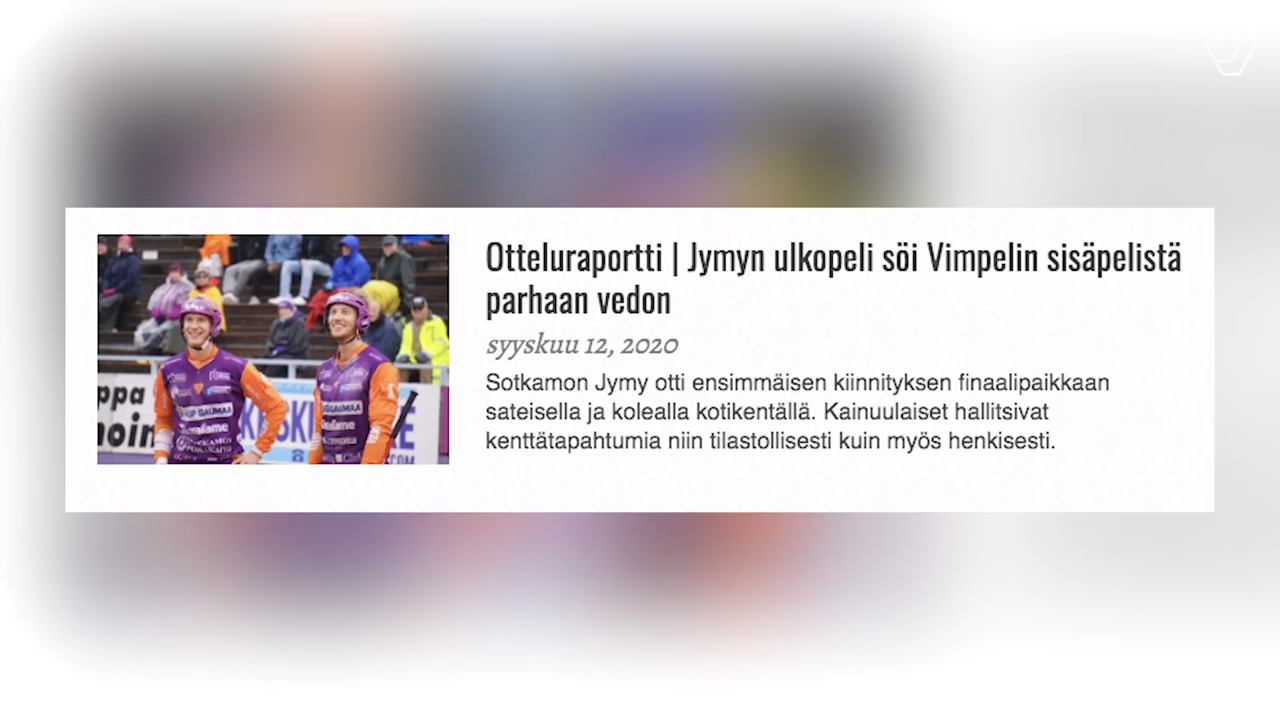 Otteluraportti | Jymyn ulkopeli söi Vimpelin sisäpelistä
parhaan vedon
syyskuu 12, 2020
Sotkamon Jymy otti ensimmäisen kiinnityksen finaalipaikkaan
sateisella ja kolealla kotikentällä. Kainuulaiset hallitsivat
kenttätapahtumia niin tilastollisesti kuin myös henkisesti.